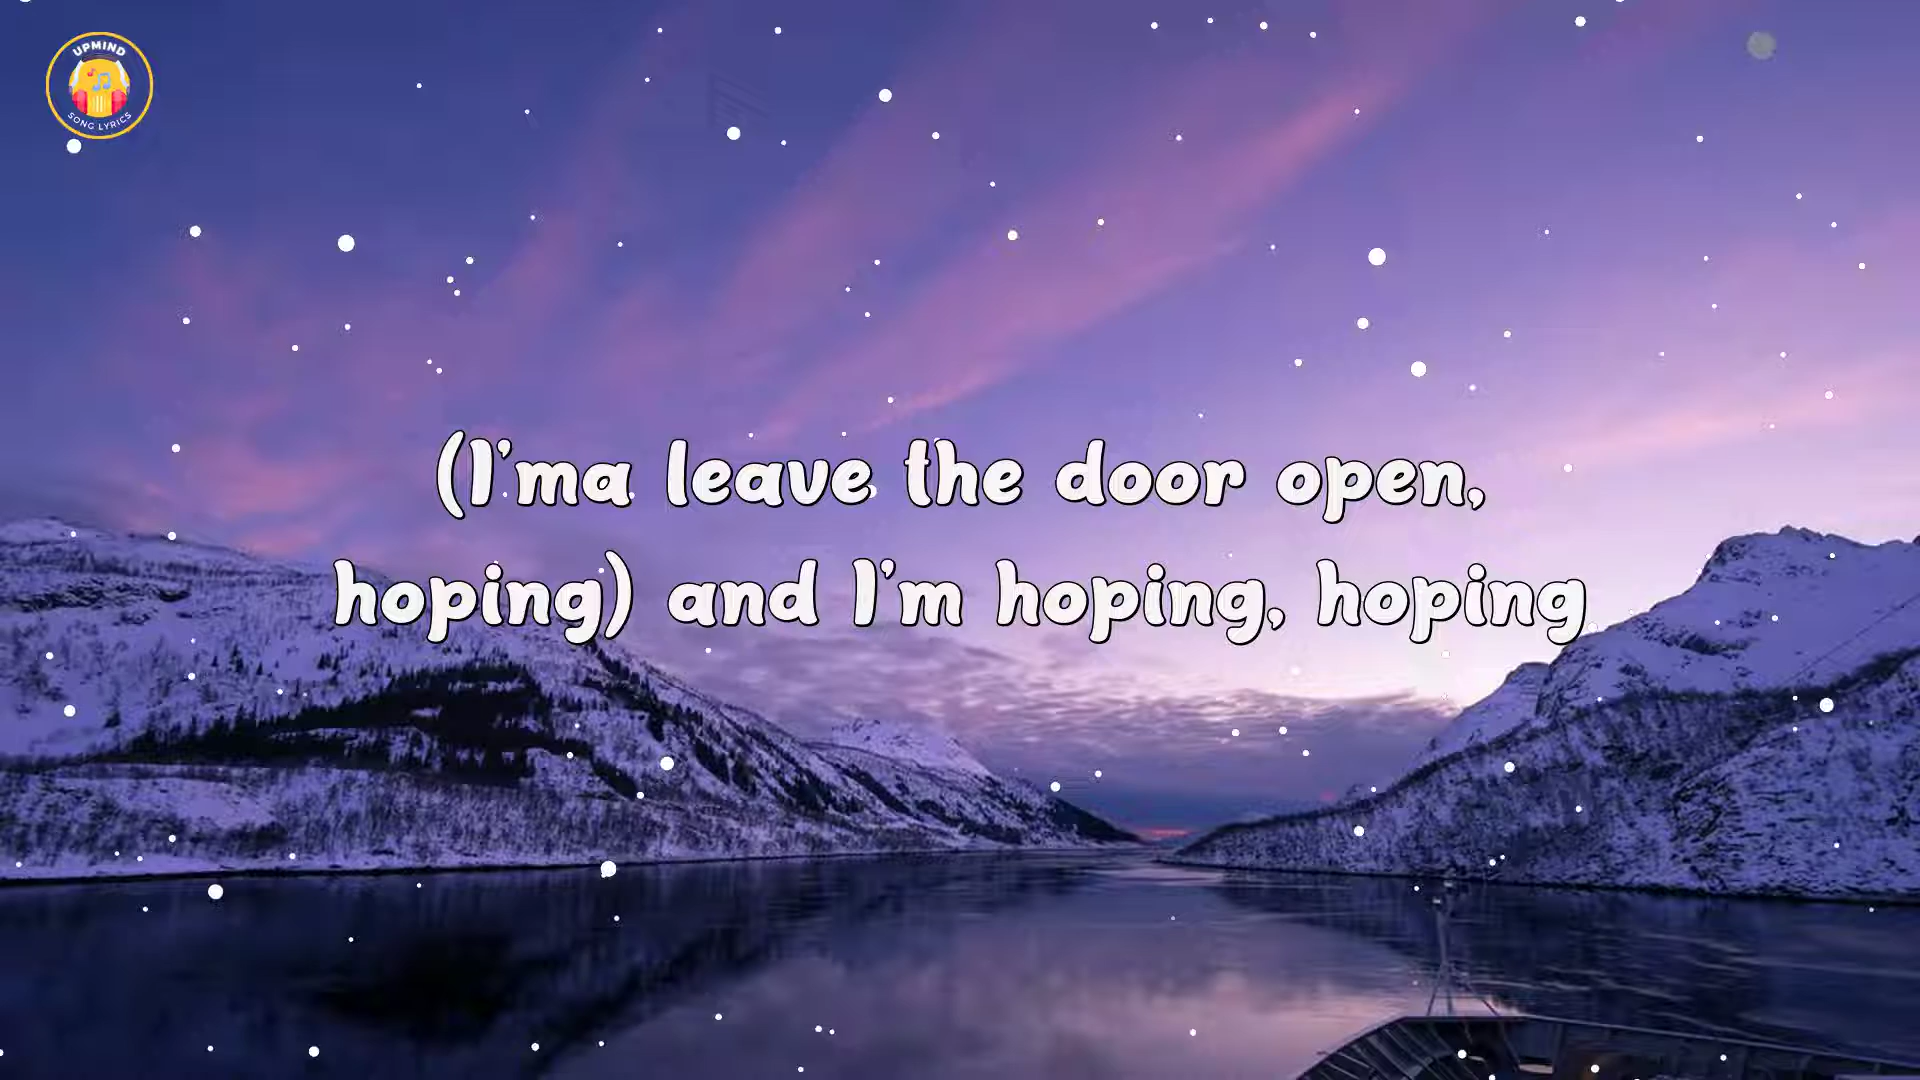 UPMIND
SONG LYRICS
(I'ma leave the door open,
hoping) and I'm hoping, hoping